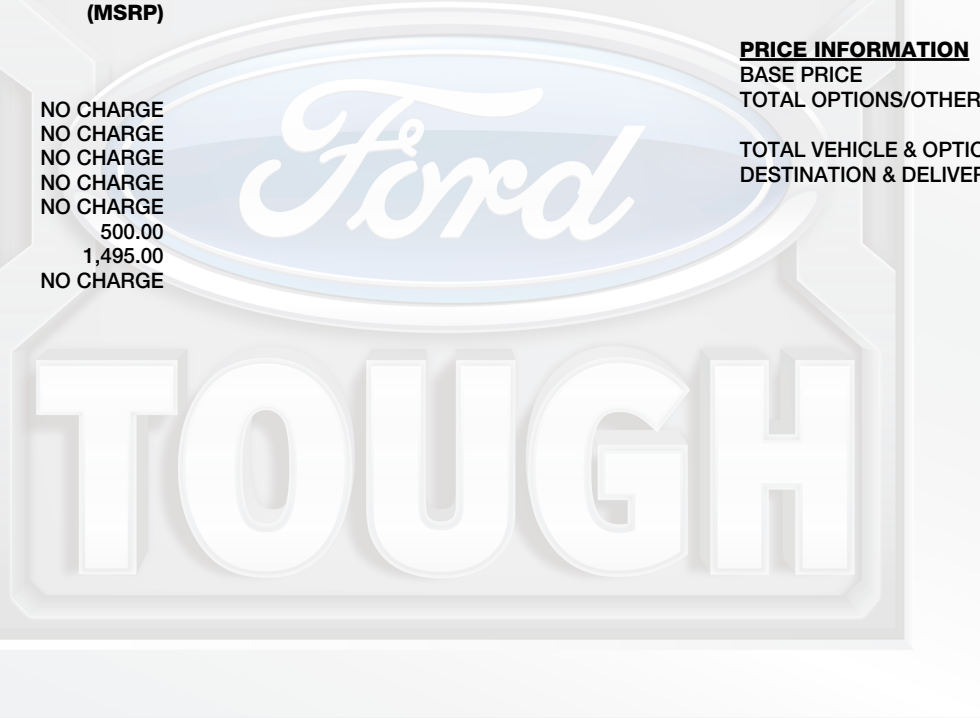 (MSRP)
NO CHARGE
NO CHARGE
NO CHARGE
NO CHARGE
NO CHARGE
500.00
1,495.00
NO CHARGE
PRICE INFORMATION
BASE PRICE
TOTAL OPTIONS/OTHER
TOTAL VEHICLE & OPTIO
DESTINATION & DELIVER
Ford
TOUGH